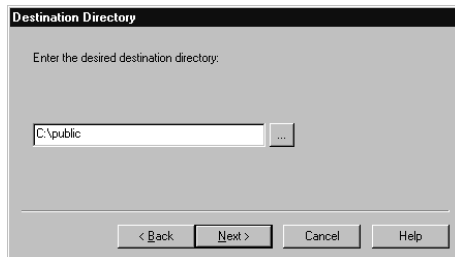 Destination Directory
Enter the desired destination directory:
C:\public
...
< Back Next > Cancel Help